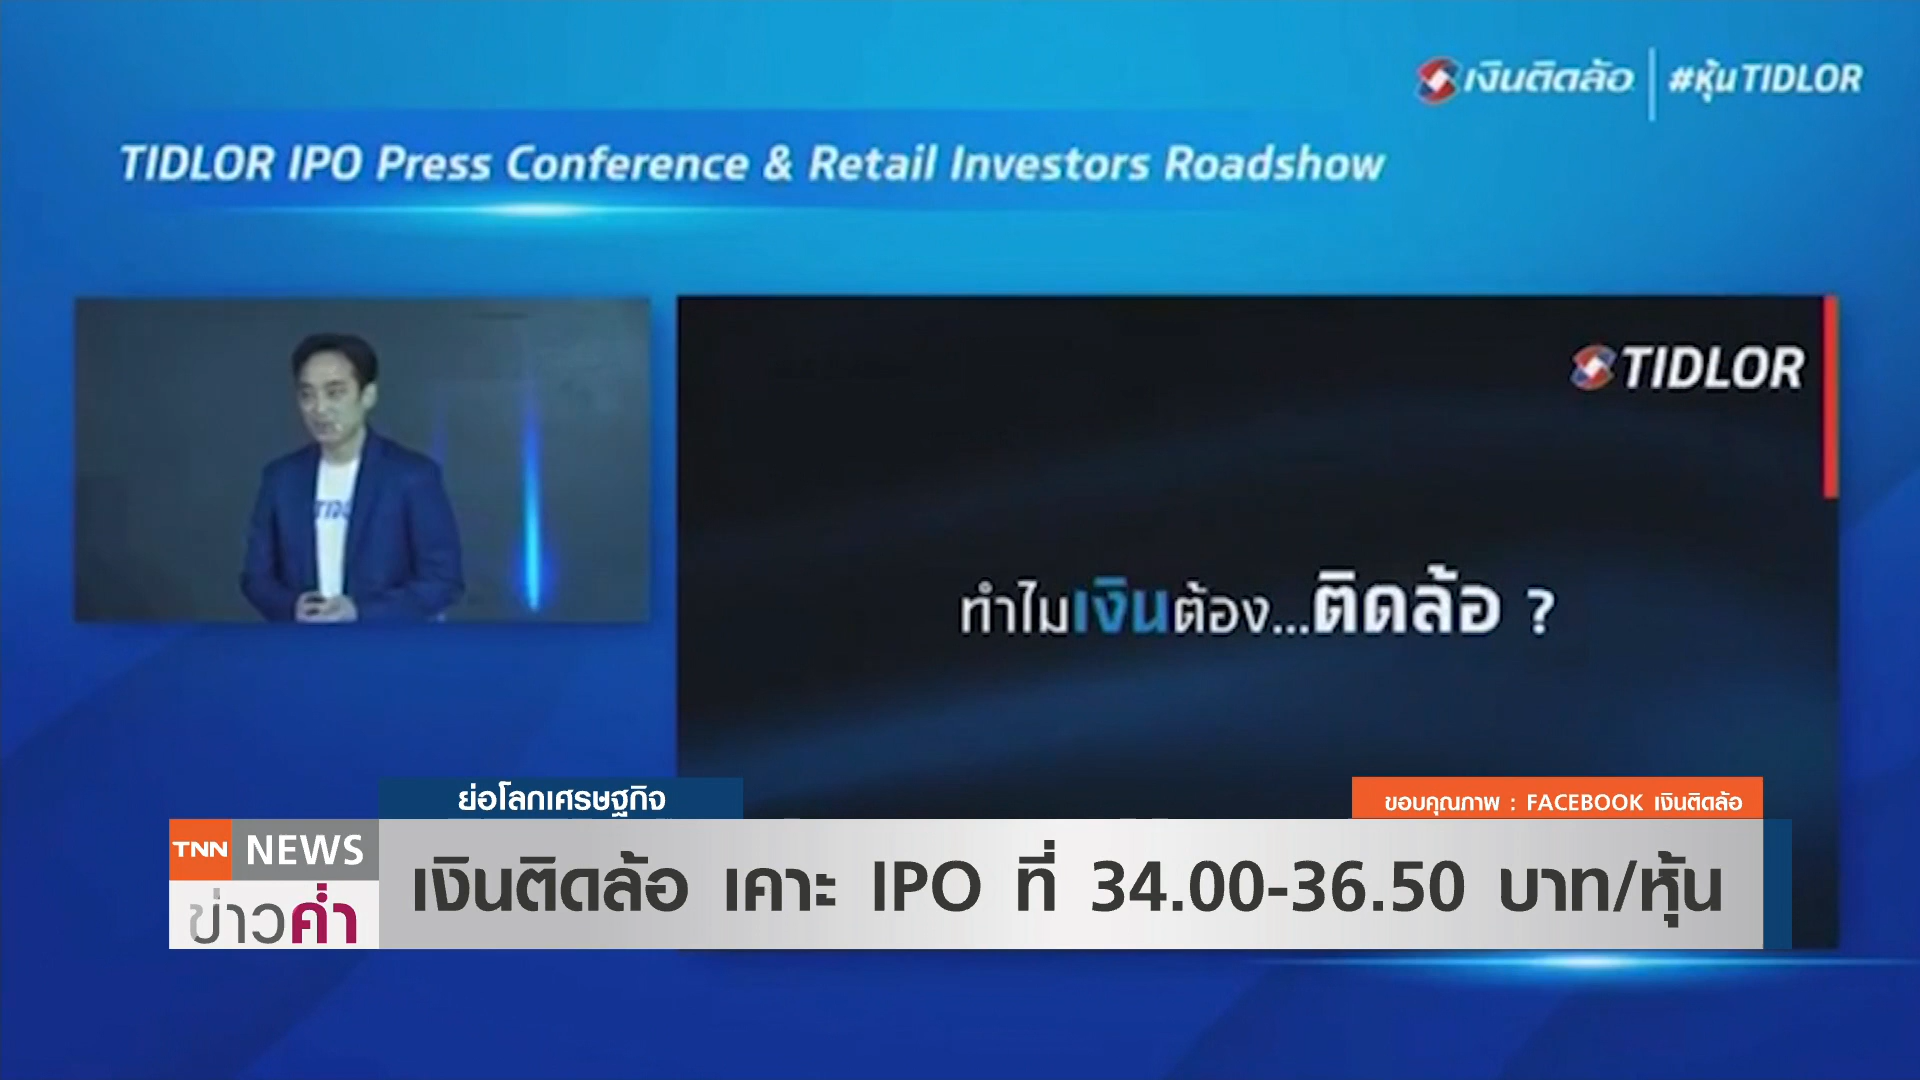 เงินติดล้อ #หุ้นTIDLOR
TIDLOR IPO Press Conference & Retail Investors Roadshow
TIDLOR
ทำไมเงินต้อง...ติดล้อ ?
ย่อโลกเศรษฐกิจ
ขอบคุณภาพ : FACEBOOK เงินติดล้อ
TNN NEWS
ข่าวค่ำ
เงินติดล้อ เคาะ IPO ที่ 34.00-36.50 บาท/หุ้น